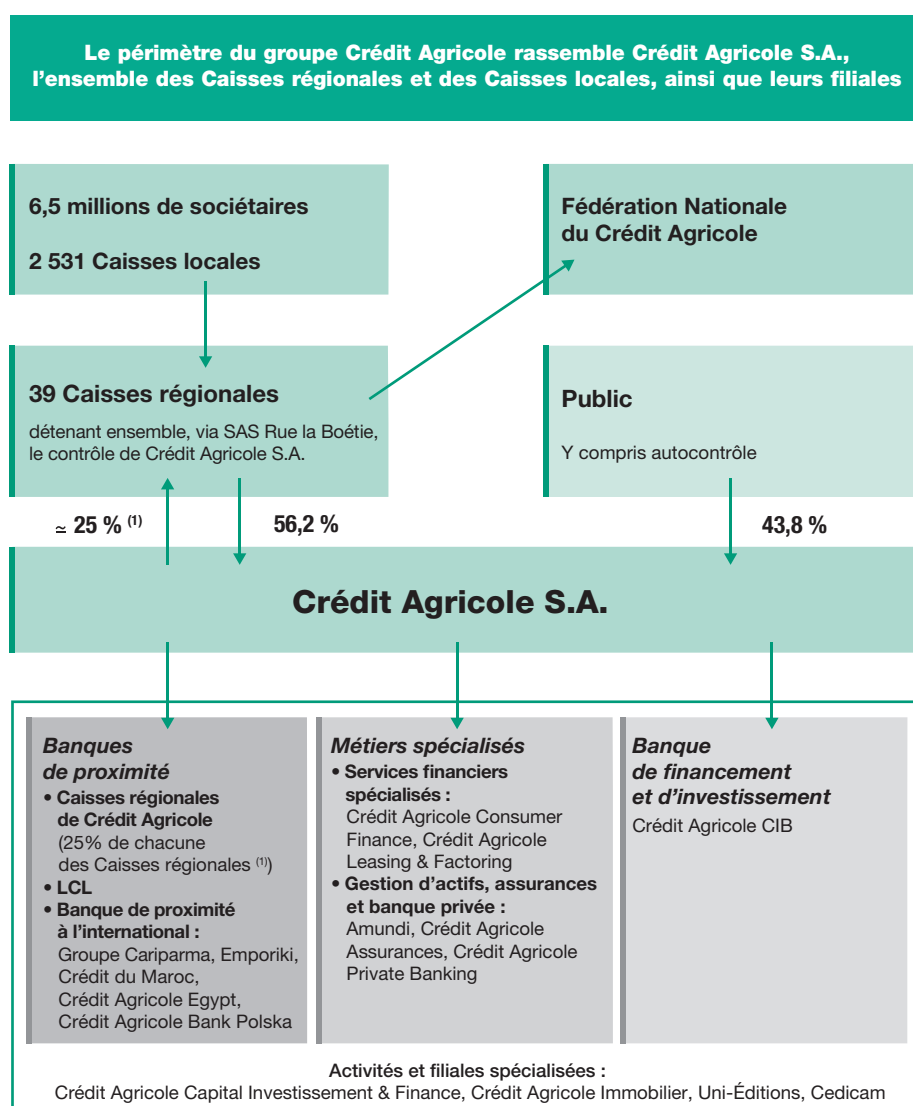 Le périmètre du groupe Crédit Agricole rassemble Crédit Agricole S.A.,
l'ensemble des Caisses régionales et des Caisses locales, ainsi que leurs filiales
6,5 millions de sociétaires
2 531 Caisses locales
Fédération Nationale
du Crédit Agricole
39 Caisses régionales
détenant ensemble, via SAS Rue la Boétie,
le contrôle de Crédit Agricole S.A.
Public
Y compris autocontrôle
≃ 25 % (1)
56,2 %
43,8 %
Crédit Agricole S.A.
Banques
de proximité
• Caisses régionales
de Crédit Agricole
(25% de chacune
des Caisses régionales (1))
• LCL
• Banque de proximité
à l'international :
Groupe Cariparma, Emporiki,
Crédit du Maroc,
Crédit Agricole Egypt,
Crédit Agricole Bank Polska
Métiers spécialisés
• Services financiers
spécialisés :
Crédit Agricole Consumer
Finance, Crédit Agricole
Leasing & Factoring
• Gestion d'actifs, assurances
et banque privée :
Amundi, Crédit Agricole
Assurances, Crédit Agricole
Private Banking
Banque
de financement
et d'investissement
Crédit Agricole CIB
Activités et filiales spécialisées :
Crédit Agricole Capital Investissement & Finance, Crédit Agricole Immobilier, Uni-Éditions, Cedicam